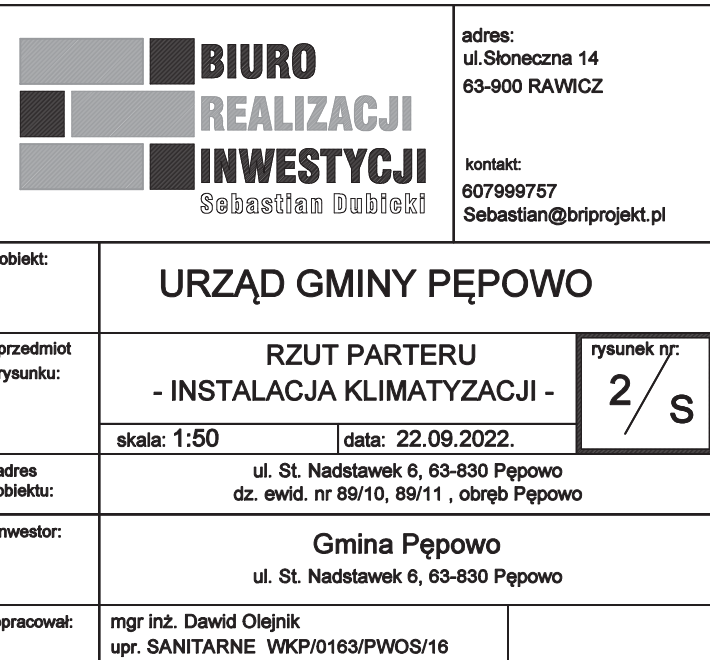 BIURO
REALIZACJI
INWESTYCJI
Sebastian Dubicki
adres:
ul.Słoneczna 14
63-900 RAWICZ
kontakt:
607999757
Sebastian@briprojekt.pl
obiekt:
URZĄD GMINY PĘPOWO
przedmiot
rysunku:
RZUT PARTERU
- INSTALACJA KLIMATYZACJI -
rysunek nr:
2/S
skala: 1:50
data: 22.09.2022.
adres
obiektu:
ul. St. Nadstawek 6, 63-830 Pępowo
dz. ewid. nr 89/10, 89/11 , obręb Pępowo
inwestor:
Gmina Pępowo
ul. St. Nadstawek 6, 63-830 Pępowo
opracował:
mgr inż. Dawid Olejnik
upr. SANITARNE WKP/0163/PWOS/16